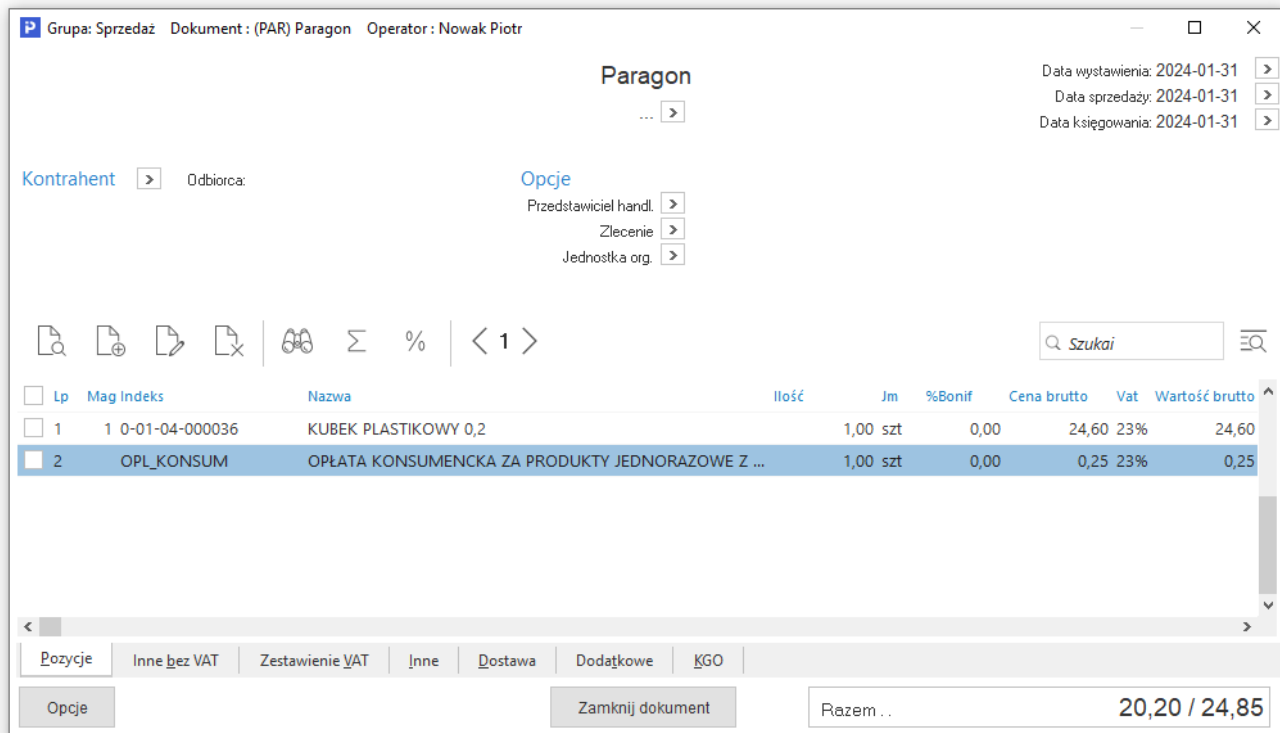 Grupa: Sprzedaż Dokument : (PAR) Paragon Operator : Nowak Piotr
Paragon
...
Data wystawienia: 2024-01-31
Data sprzedaży: 2024-01-31
Data księgowania: 2024-01-31
Kontrahent Odbiorca:
Opcje
Przedstawiciel handl.
Zlecenie
Jednostka org.
% 1 Szukai
Lp Mag Indeks Nazwa Ilość Jm %Bonif Cena brutto Vat Wartość brutto
1 1 0-01-04-000036 KUBEK PLASTIKOWY 0,2 1,00 szt 0,00 24,60 23% 24,60
2 OPL_KONSUM OPŁATA KONSUMENCKA ZA PRODUKTY JEDNORAZOWE Z ... 1,00 szt 0,00 0,25 23% 0,25
Pozycje Inne bez VAT Zestawienie VAT Inne Dostawa Dodatkowe KGO
Opcje Zamknij dokument Razem . . 20,20 / 24,85